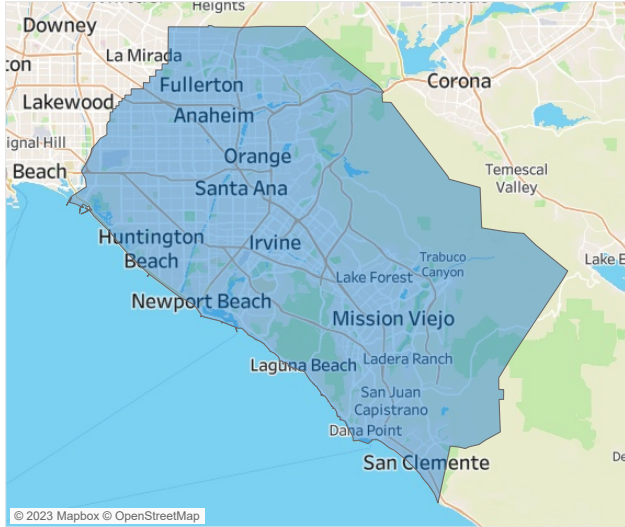 Heights
Downey
La Mirada
ton
Corona
Fullerton
Lakewood
Anaheim
ignal Hill
Orange
Beach
Temescal
Valley
Santa Ana
Huntington
Beach
Irvine
Trabuco
Canyon
Lake E
Lake Forest
Newport Beach
Mission Viejo
Laguna Beach
Ladera Ranch
San Juan
Capistrano
Dana Point
San Clemente
De
© 2023 Mapbox © OpenStreetMap